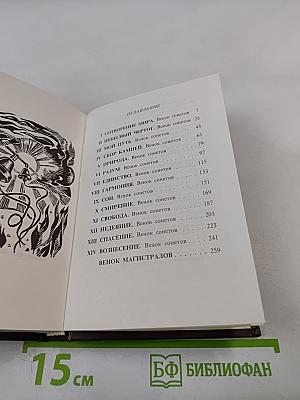 ОГЛАВЛЕНИЕ
I СОТВОРЕНИЕ МИРА. Венок сонетов . . 7
II НЕБЕСНЫЙ ЧЕРТОГ. Венок сонетов . . 25
III МОЙ ПУТЬ. Венок сонетов . . . . 43
IV СБОР КАМНЕЙ. Венок сонетов . . . 61
V ПРИРОДА. Венок сонетов . . . . 79
VI РАЗУМ. Венок сонетов . . . . . 97
VII ЕДИНСТВО. Венок сонетов . . . . 115
VIII ГАРМОНИЯ. Венок сонетов . . . . 133
IX СОН. Венок сонетов . . . . . 151
X СМИРЕНИЕ. Венок сонетов . . . . 169
XI СВОБОДА. Венок сонетов . . . . 187
XII НЕДЕЯНИЕ. Венок сонетов . . . . 205
XIII СПАСЕНИЕ. Венок сонетов . . . . 223
XIV ВОЗНЕСЕНИЕ. Венок сонетов . . . 241
ВЕНОК МАГИСТРАЛОВ . . . . 259
15 см
БФ БИБЛИОФАН